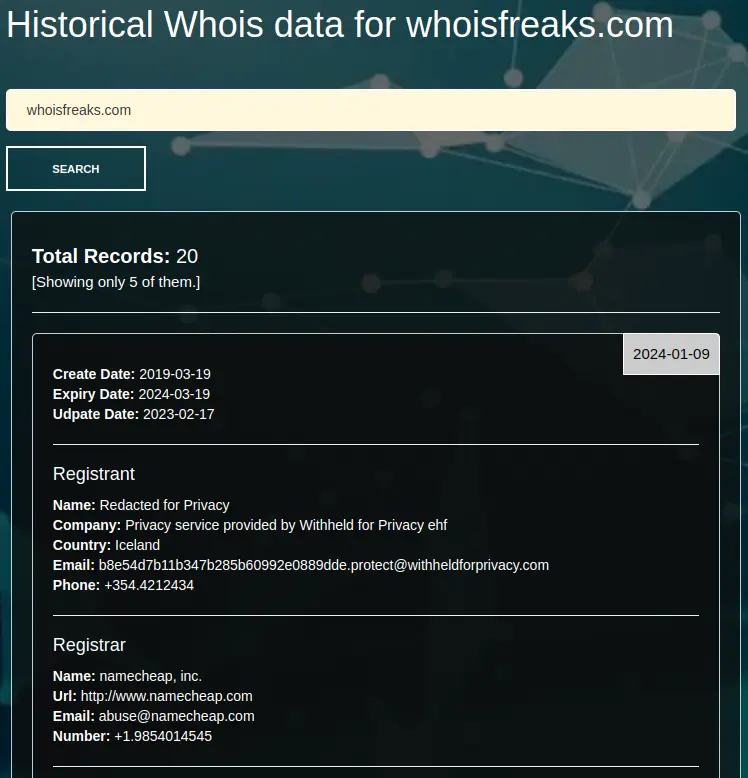 Historical Whois data for whoisfreaks.com
whoisfreaks.com
SEARCH
Total Records: 20
[Showing only 5 of them.]
2024-01-09
Create Date: 2019-03-19
Expiry Date: 2024-03-19
Udpate Date: 2023-02-17
Registrant
Name: Redacted for Privacy
Company: Privacy service provided by Withheld for Privacy ehf
Country: Iceland
Email: b8e54d7b11b347b285b60992e0889dde.protect@withheldforprivacy.com
Phone: +354.4212434
Registrar
Name: namecheap, inc.
Url: http://www.namecheap.com
Email: abuse@namecheap.com
Number: +1.9854014545